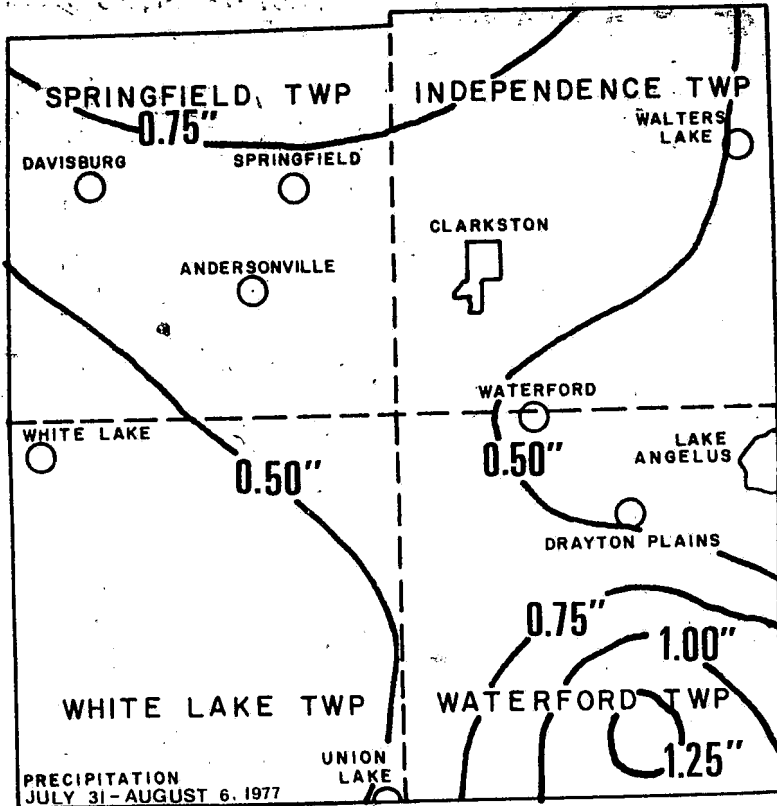 SPRINGFIELD TWP
INDEPENDENCE TWP
0.75"
WALTERS
LAKE
DAVISBURG
SPRINGFIELD
CLARKSTON
ANDERSONVILLE
WATERFORD
WHITE LAKE
0.50"
0.50"
LAKE
ANGELUS
DRAYTON PLAINS
0.75"
1.00"
WHITE LAKE TWP
WATERFORD TWP
1.25"
UNION
LAKE
PRECIPITATION
JULY 31-AUGUST 6, 1977